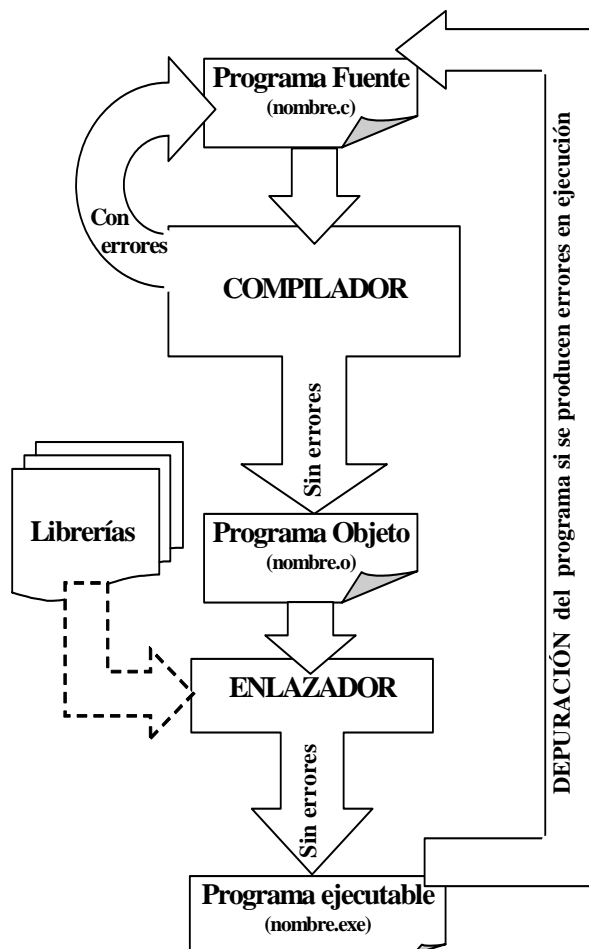 Programa Fuente
(nombre.c)
Con
errores
COMPILADOR
Sin errores
Librerías
Programa Objeto
(nombre.o)
ENLAZADOR
Sin errores
Programa ejecutable
(nombre.exe)
DEPURACIÓN del programa si se producen errores en ejecución